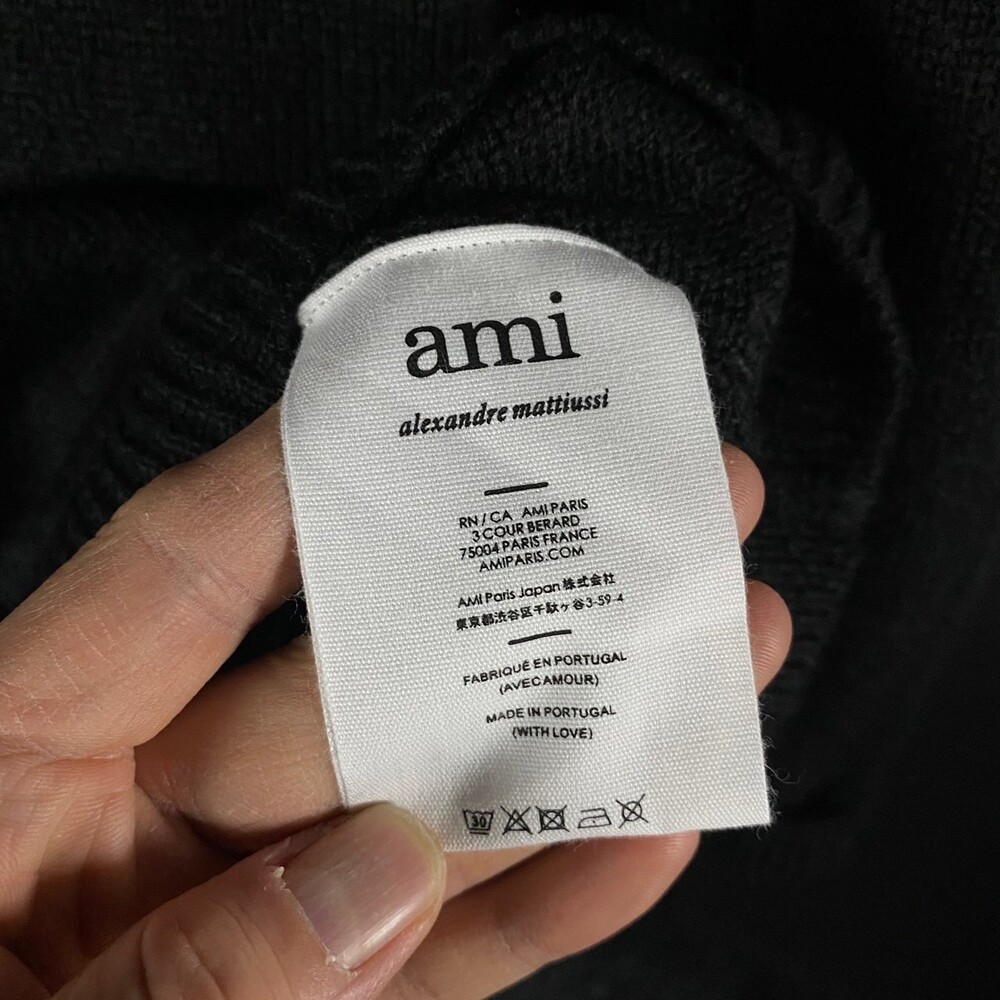 ami
alexandre mattiussi
RN / CA AMI PARIS
3 COUR BERARD
75004 PARIS FRANCE
AMIPARIS.COM
AMI Paris Japan 株式会社
東京都渋谷区千駄ヶ谷3-59-4
FABRIQUÉ EN PORTUGAL
(AVEC AMOUR)
MADE IN PORTUGAL
(WITH LOVE)
30